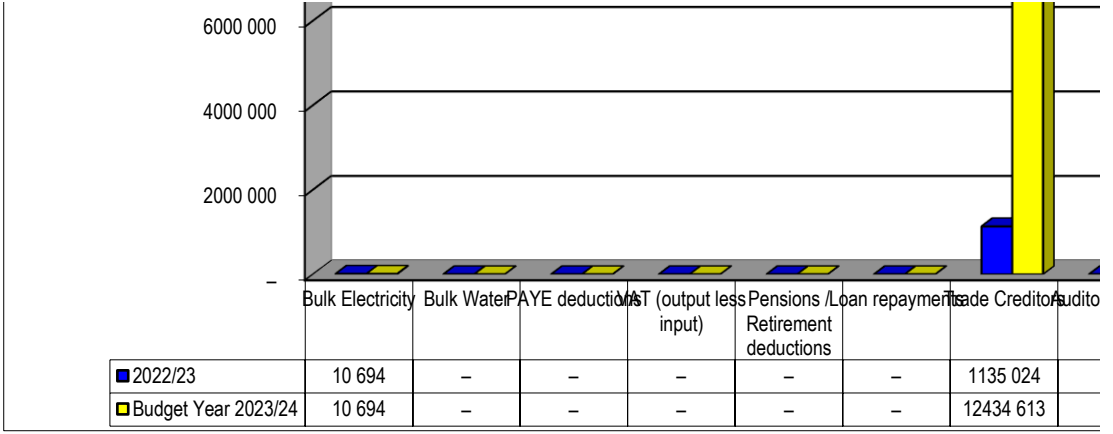 6000 000
4000 000
2000 000
–
Bulk Electricity Bulk Water PAYE deductions VAT (output less input) Pensions / Retirement deductions Loan repayments Trade Creditors Audito
2022/23 10 694 – – – – – 1135 024
Budget Year 2023/24 10 694 – – – – – 12434 613